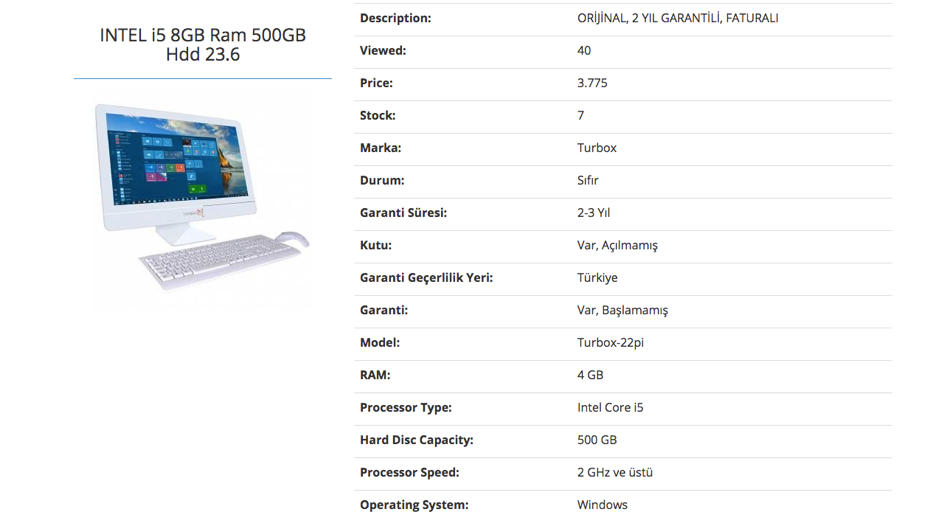 INTEL i5 8GB Ram 500GB
Hdd 23.6
Description: ORİJİNAL, 2 YIL GARANTİLİ, FATURALI
Viewed: 40
Price: 3.775
Stock: 7
Marka: Turbox
Durum: Sıfır
Garanti Süresi: 2-3 Yıl
Kutu: Var, Açılmamış
Garanti Geçerlilik Yeri: Türkiye
Garanti: Var, Başlamamış
Model: Turbox-22pi
RAM: 4 GB
Processor Type: Intel Core i5
Hard Disc Capacity: 500 GB
Processor Speed: 2 GHz ve üstü
Operating System: Windows